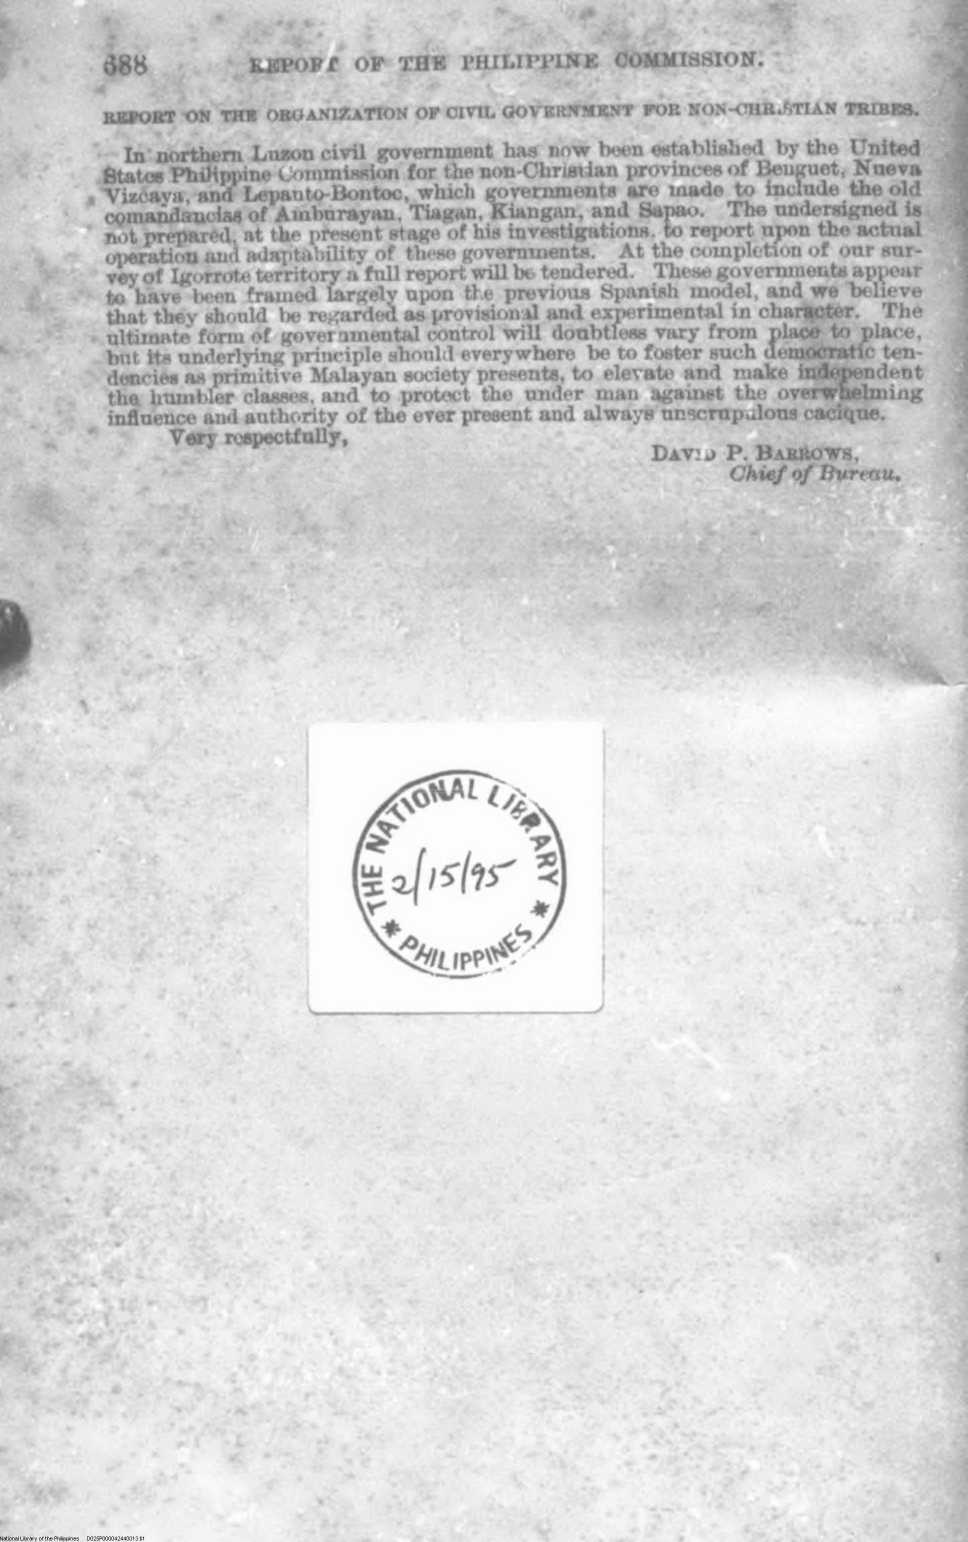 688 REPORT OF THE PHILIPPINE COMMISSION.
REPORT ON THE ORGANIZATION OF CIVIL GOVERNMENT FOR NON-CHRISTIAN TRIBES.
In northern Luzon civil government has now been established by the United
States Philippine Commission for the non-Christian provinces of Benguet, Nueva
Vizcaya, and Lepanto-Bontoc, which governments are made to include the old
comandancias of Amburayan, Tiagan, Kiangan, and Sapao. The undersigned is
not prepared, at the present stage of his investigations, to report upon the actual
operation and adaptability of these governments. At the completion of our sur-
vey of Igorrote territory a full report will be tendered. These governments appear
to have been framed largely upon the previous Spanish model, and we believe
that they should be regarded as provisional and experimental in character. The
ultimate form of governmental control will doubtless vary from place to place,
but its underlying principle should everywhere be to foster such democratic ten-
dencies as primitive Malayan society presents, to elevate and make independent
the humbler classes, and to protect the under man against the overwhelming
influence and authority of the ever present and always unscrupulous cacique.
Very respectfully,
DAVID P. BARROWS,
Chief of Bureau.
THE NATIONAL LIBRARY
2/15/95
* PHILIPPINES *
National Library of the Philippines